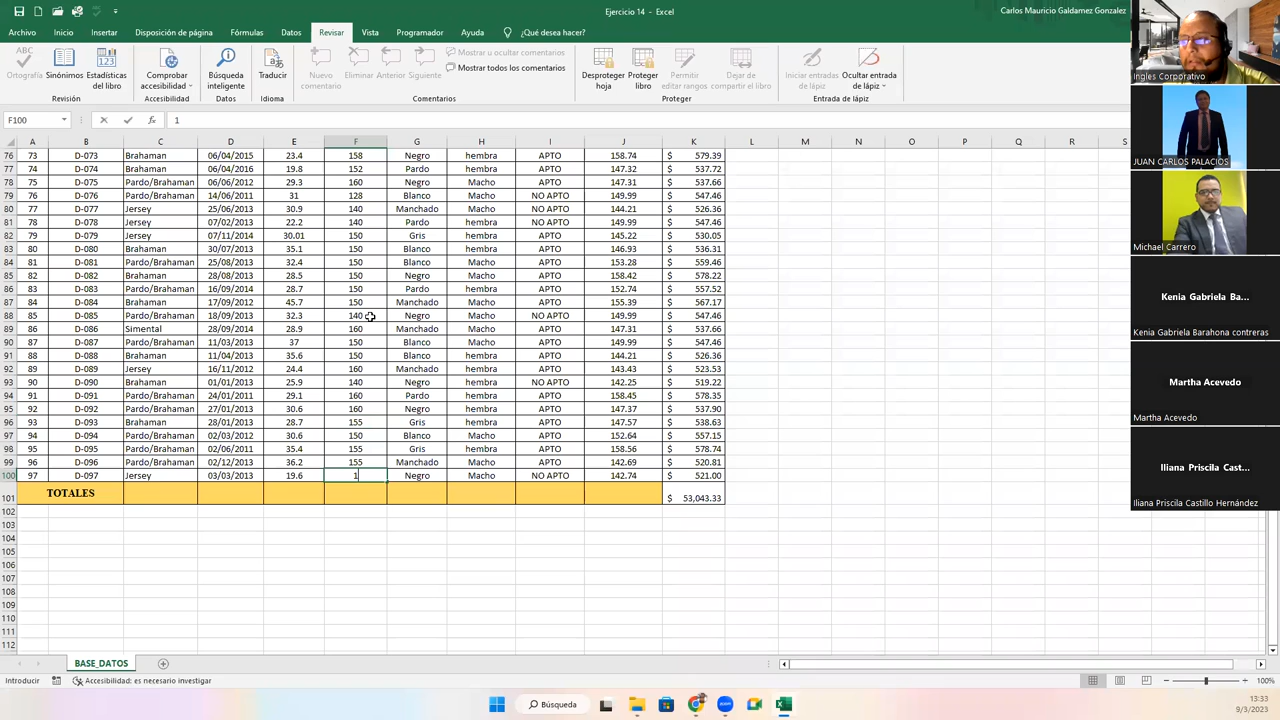 Ejercicio 14 - Excel
Carlos Mauricio Galdamez Gonzalez
Archivo Inicio Insertar Disposición de página Fórmulas Datos Revisar Vista Programador Ayuda ¿Qué desea hacer?
ABC
123
Ortografía Sinónimos Estadísticas del libro
Comprobar accesibilidad
Búsqueda inteligente
Traducir
Nuevo comentario
Eliminar Anterior Siguiente
Mostrar u ocultar comentarios
Mostrar todos los comentarios
Desproteger hoja
Proteger libro
Permitir editar rangos
Dejar de compartir el libro
Iniciar entradas de lápiz
Ocultar entrada de lápiz
Revisión Accesibilidad Datos Idioma Comentarios Proteger Entrada de lápiz
F100 fx 1
A B C D E F G H I J K L M N O P Q R S
76 73 D-073 Brahaman 06/04/2015 23.4 158 Negro hembra APTO 158.74 $ 579.39
77 74 D-074 Brahaman 06/04/2016 19.8 152 Pardo hembra APTO 147.32 $ 537.72
78 75 D-075 Pardo/Brahaman 06/06/2012 29.3 160 Negro Macho APTO 147.31 $ 537.66
79 76 D-076 Pardo/Brahaman 14/06/2011 31 128 Blanco Macho NO APTO 149.99 $ 547.46
80 77 D-077 Jersey 25/06/2013 30.9 140 Manchado Macho NO APTO 144.21 $ 526.36
81 78 D-078 Jersey 07/02/2013 22.2 140 Pardo hembra NO APTO 149.99 $ 547.46
82 79 D-079 Jersey 07/11/2014 30.01 150 Gris hembra APTO 145.22 $ 530.05
83 80 D-080 Brahaman 30/07/2013 35.1 150 Blanco hembra APTO 146.93 $ 536.31
84 81 D-081 Pardo/Brahaman 25/08/2013 32.4 150 Blanco Macho APTO 153.28 $ 559.46
85 82 D-082 Brahaman 28/08/2013 28.5 150 Negro Macho APTO 158.42 $ 578.22
86 83 D-083 Pardo/Brahaman 16/09/2014 28.7 150 Pardo hembra APTO 152.74 $ 557.52
87 84 D-084 Brahaman 17/09/2012 45.7 150 Manchado Macho APTO 155.39 $ 567.17
88 85 D-085 Pardo/Brahaman 18/09/2013 32.3 140 Negro Macho NO APTO 149.99 $ 547.46
89 86 D-086 Simental 28/09/2014 28.9 160 Manchado hembra APTO 147.31 $ 537.66
90 87 D-087 Pardo/Brahaman 11/03/2013 37 150 Blanco hembra APTO 149.99 $ 547.46
91 88 D-088 Brahaman 11/04/2013 35.6 150 Blanco hembra APTO 144.21 $ 526.36
92 89 D-089 Jersey 16/11/2012 24.4 160 Manchado Macho APTO 143.43 $ 523.53
93 90 D-090 Brahaman 01/01/2013 25.9 140 Negro hembra NO APTO 142.25 $ 519.22
94 91 D-091 Pardo/Brahaman 24/01/2011 29.1 160 Pardo hembra APTO 158.45 $ 578.35
95 92 D-092 Pardo/Brahaman 27/01/2013 30.6 160 Negro Macho APTO 147.37 $ 537.90
96 93 D-093 Brahaman 28/01/2013 28.7 155 Gris hembra APTO 147.57 $ 538.63
97 94 D-094 Pardo/Brahaman 02/03/2012 30.6 150 Blanco Macho APTO 152.64 $ 557.15
98 95 D-095 Pardo/Brahaman 02/06/2011 35.4 155 Gris hembra APTO 158.56 $ 578.74
99 96 D-096 Pardo/Brahaman 02/12/2013 36.2 155 Manchado Macho APTO 142.69 $ 520.81
100 97 D-097 Jersey 03/03/2013 19.6 1 Negro Macho NO APTO 142.74 $ 521.00
101 TOTALES $ 53,043.33
102
103
104
105
106
107
108
109
110
111
112
BASE_DATOS
Introducir Accesibilidad: es necesario investigar 100%
Búsqueda
13:33
9/3/2023
Ingles Corporativo
JUAN CARLOS PALACIOS
Michael Carrero
Kenia Gabriela Ba...
Kenia Gabriela Barahona contreras
Martha Acevedo
Martha Acevedo
Iliana Priscila Cast...
Iliana Priscila Castillo Hernández